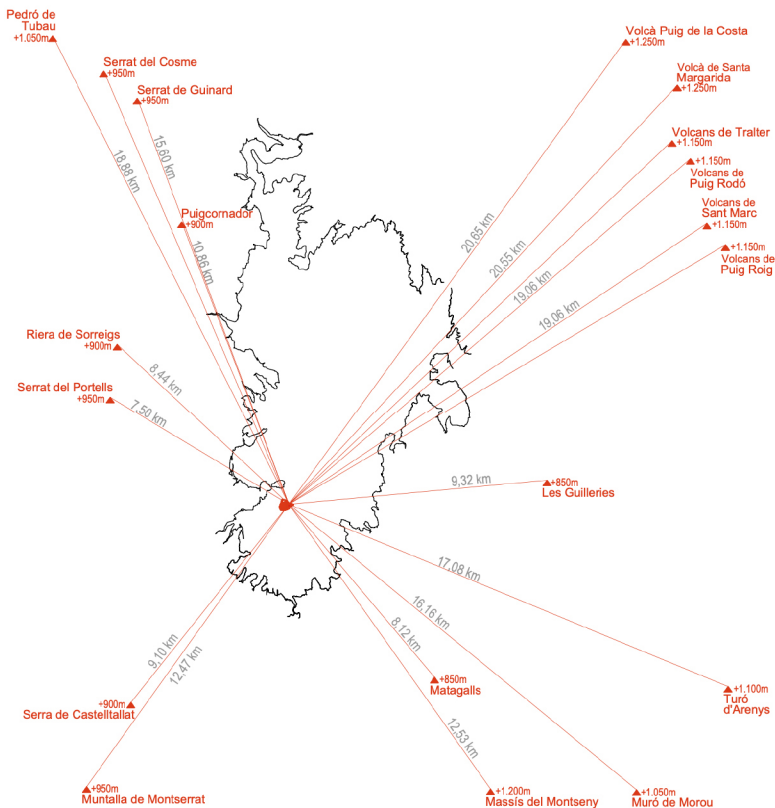 Pedró de
Tubau
+1.050m
Serrat del Cosme
+950m
Serrat de Guinard
+950m
Volcà Puig de la Costa
+1.250m
Volcà de Santa
Margarida
+1.250m
Volcans de Tralter
+1.150m
+1.150m
Volcans de
Puig Rodó
Volcans de
Sant Marc
+1.150m
+1.150m
Volcans de
Puig Roig
15,60 km
18,88 km
Puigcornador
+900m
10,86 km
20,65 km
20,55 km
19,06 km
19,06 km
Riera de Sorreigs
+900m
8,44 km
Serrat del Portells
+950m
7,50 km
9,32 km
+850m
Les Guilleries
17,08 km
16,16 km
8,12 km
9,10 km
12,47 km
+850m
Matagalls
+1.100m
Turó
d'Arenys
+900m
Serra de Castelltallat
12,53 km
+950m
Muntalla de Montserrat
+1.200m
Massís del Montseny
+1.050m
Muró de Morou